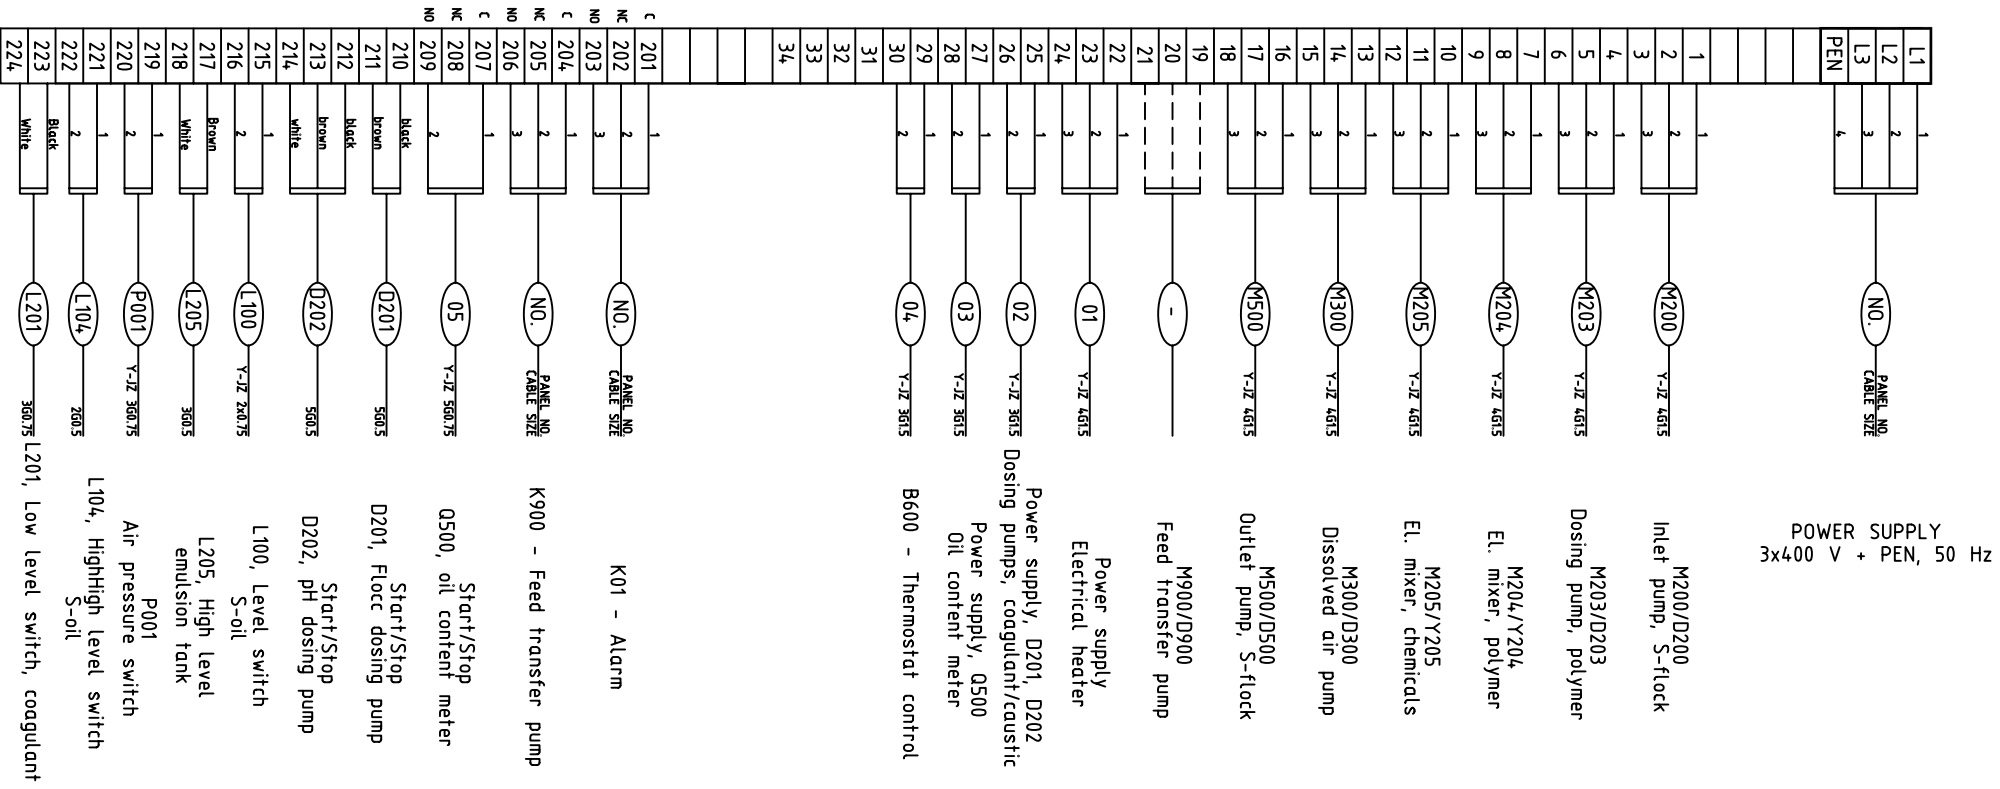 L1
L2
L3
PEN
1
2
3
4
5
6
7
8
9
10
11
12
13
14
15
16
17
18
19
20
21
22
23
24
25
26
27
28
29
30
31
32
33
34
C
NC
NO
C
NC
NO
C
NC
NO
201
202
203
204
205
206
207
208
209
210
211
212
213
214
215
216
217
218
219
220
221
222
223
224
1
2
3
4
NO.
PANEL NO.
CABLE SIZE
POWER SUPPLY
3x400 V + PEN, 50 Hz
1
2
3
M200
Y-JZ 4G1.5
M200/D200
Inlet pump, S-flock
1
2
3
M203
Y-JZ 4G1.5
M203/D203
Dosing pump, polymer
1
2
3
M204
Y-JZ 4G1.5
M204/Y204
El. mixer, polymer
1
2
3
M205
Y-JZ 4G1.5
M205/Y205
El. mixer, chemicals
1
2
3
M300
Y-JZ 4G1.5
M300/D300
Dissolved air pump
1
2
3
M500
Y-JZ 4G1.5
M500/D500
Outlet pump, S-flock
-
M900/D900
Feed transfer pump
1
2
3
01
Y-JZ 4G1.5
Power supply
Electrical heater
1
2
02
Y-JZ 3G1.5
Power supply, D201, D202
Dosing pumps, coagulant/caustic
1
2
03
Y-JZ 3G1.5
Power supply, Q500
Oil content meter
1
2
04
Y-JZ 3G1.5
B600 - Thermostat control
1
2
3
NO.
PANEL NO.
CABLE SIZE
K01 - Alarm
1
2
3
NO.
PANEL NO.
CABLE SIZE
K900 - Feed transfer pump
1
2
05
Y-JZ 5G0.75
Start/Stop
Q500, oil content meter
black
brown
D201
5G0.5
Start/Stop
D201, Flocc dosing pump
black
brown
white
D202
5G0.5
Start/Stop
D202, pH dosing pump
1
2
L100
Y-JZ 2x0.75
L100, Level switch
S-oil
Brown
White
L205
3G0.5
L205, High level
emulsion tank
1
2
P001
Y-JZ 3G0.75
P001
Air pressure switch
1
2
L104
2G0.5
L104, HighHigh level switch
S-oil
Black
White
L201
3G0.75
L201, Low level switch, coagulant